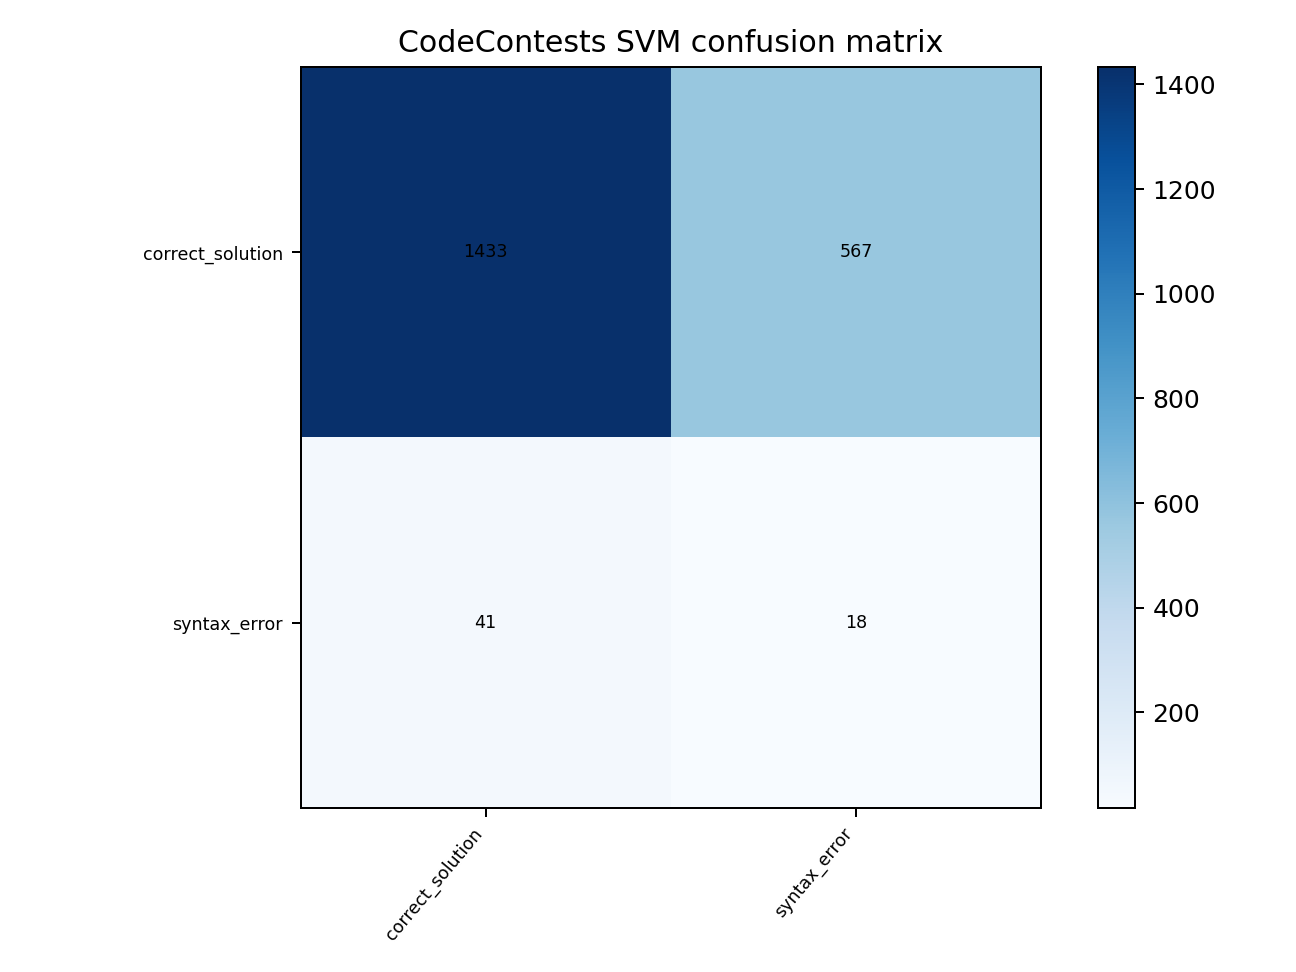 CodeContests SVM confusion matrix
correct_solution
1433
567
syntax_error
41
18
correct_solution
syntax_error
1400
1200
1000
800
600
400
200